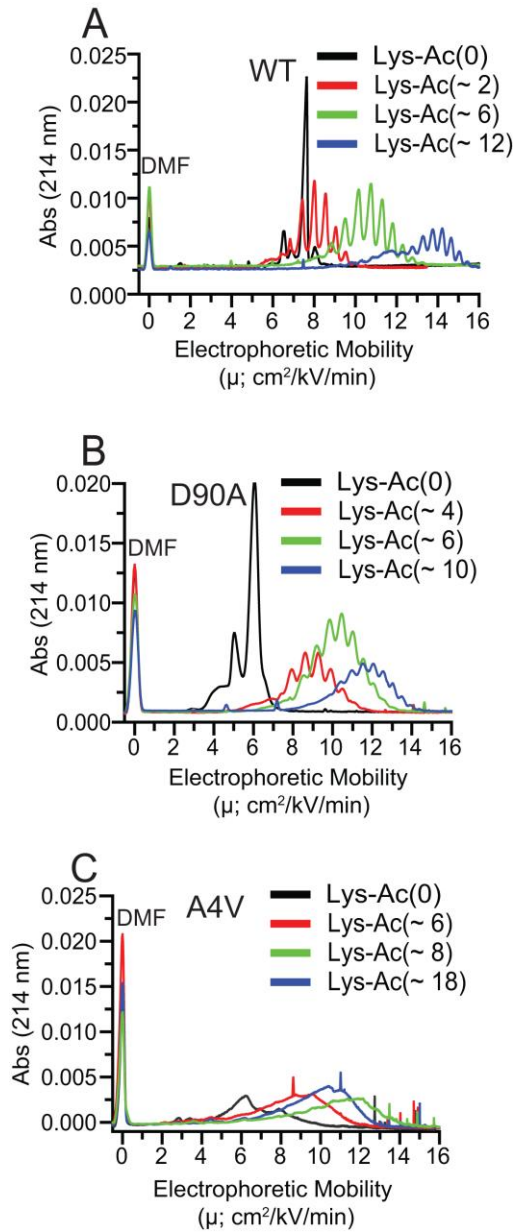 A
WT
Lys-Ac(0)
Lys-Ac(~ 2)
Lys-Ac(~ 6)
Lys-Ac(~ 12)
DMF
Abs (214 nm)
0.025
0.020
0.015
0.010
0.005
0.000
0 2 4 6 8 10 12 14 16
Electrophoretic Mobility
(μ; cm²/kV/min)
B
D90A
Lys-Ac(0)
Lys-Ac(~ 4)
Lys-Ac(~ 6)
Lys-Ac(~ 10)
DMF
Abs (214 nm)
0.020
0.015
0.010
0.005
0.000
0 2 4 6 8 10 12 14 16
Electrophoretic Mobility
(μ; cm²/kV/min)
C
A4V
Lys-Ac(0)
Lys-Ac(~ 6)
Lys-Ac(~ 8)
Lys-Ac(~ 18)
DMF
Abs (214 nm)
0.025
0.020
0.015
0.010
0.005
0.000
0 2 4 6 8 10 12 14 16
Electrophoretic Mobility
(μ; cm²/kV/min)